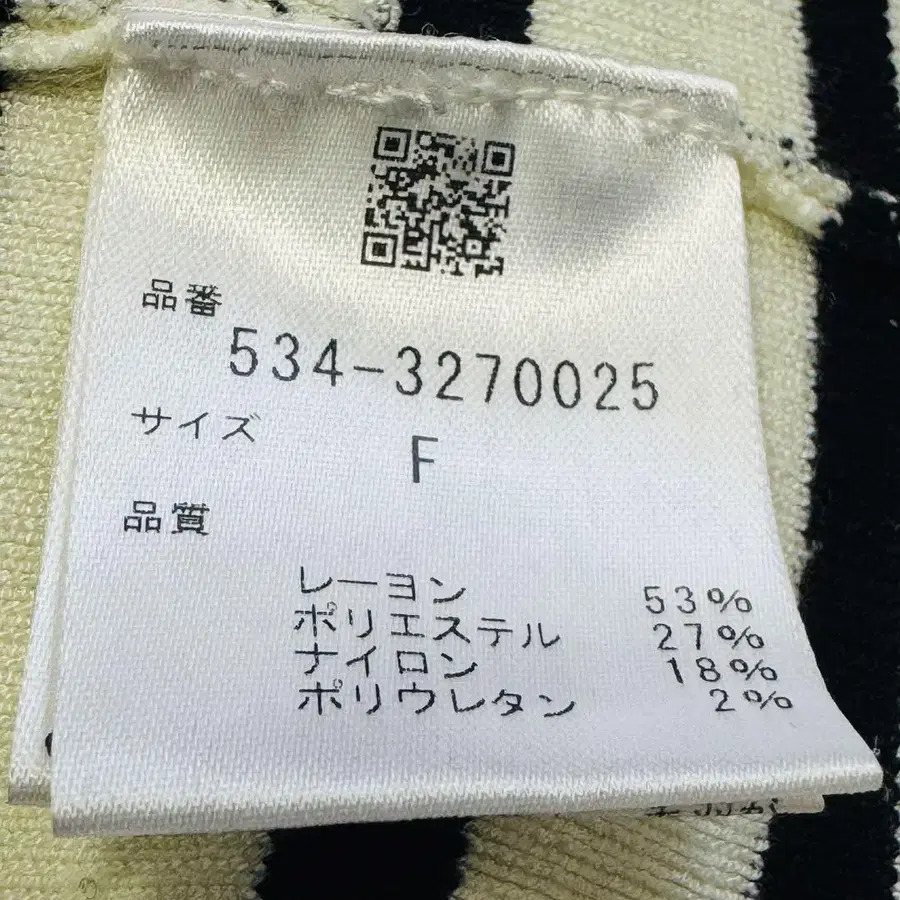 品番
534-3270025
サイズ
F
品質
レーヨン 53%
ポリエステル 27%
ナイロン 18%
ポリウレタン 2%